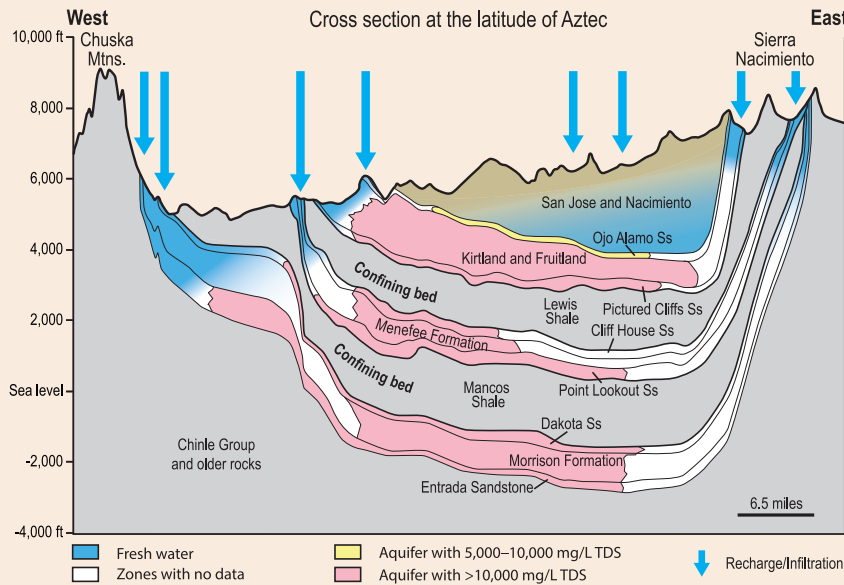 West
Cross section at the latitude of Aztec
East
10,000 ft
Chuska
Mtns.
Sierra
Nacimiento
8,000
6,000
San Jose and Nacimiento
Ojo Alamo Ss
4,000
Kirtland and Fruitland
Confining bed
Lewis
Shale
Pictured Cliffs Ss
Cliff House Ss
2,000
Menefee Formation
Confining bed
Sea level
Mancos
Shale
Point Lookout Ss
Dakota Ss
Chinle Group
and older rocks
Morrison Formation
-2,000
Entrada Sandstone
6.5 miles
-4,000 ft
Fresh water
Aquifer with 5,000–10,000 mg/L TDS
Recharge/Infiltration
Zones with no data
Aquifer with >10,000 mg/L TDS